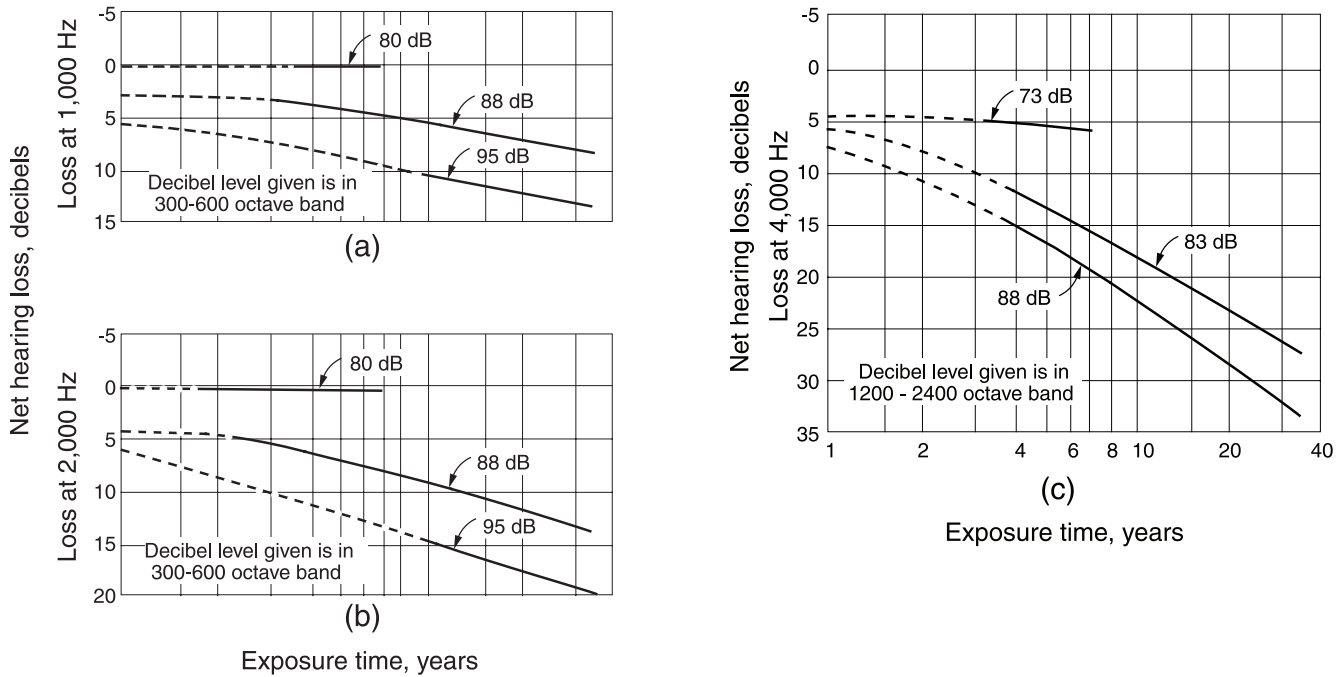 Net hearing loss, decibels
Loss at 1,000 Hz
-5
0
5
10
15
80 dB
88 dB
95 dB
Decibel level given is in
300-600 octave band
(a)
Loss at 2,000 Hz
-5
0
5
10
15
20
80 dB
88 dB
95 dB
Decibel level given is in
300-600 octave band
(b)
Exposure time, years
Net hearing loss, decibels
Loss at 4,000 Hz
-5
0
5
10
15
20
25
30
35
73 dB
83 dB
88 dB
Decibel level given is in
1200 - 2400 octave band
1 2 4 6 8 10 20 40
(c)
Exposure time, years